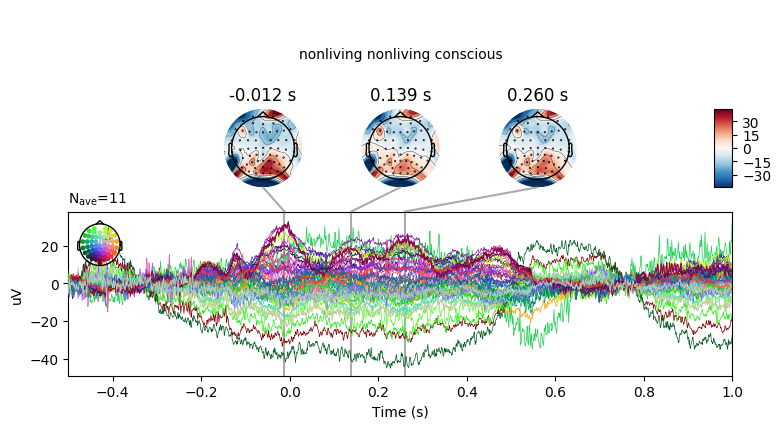 nonliving nonliving conscious
-0.012 s 0.139 s 0.260 s
30
15
0
−15
−30
Nave=11
20
0
−20
−40
uV
−0.4 −0.2 0.0 0.2 0.4 0.6 0.8 1.0
Time (s)